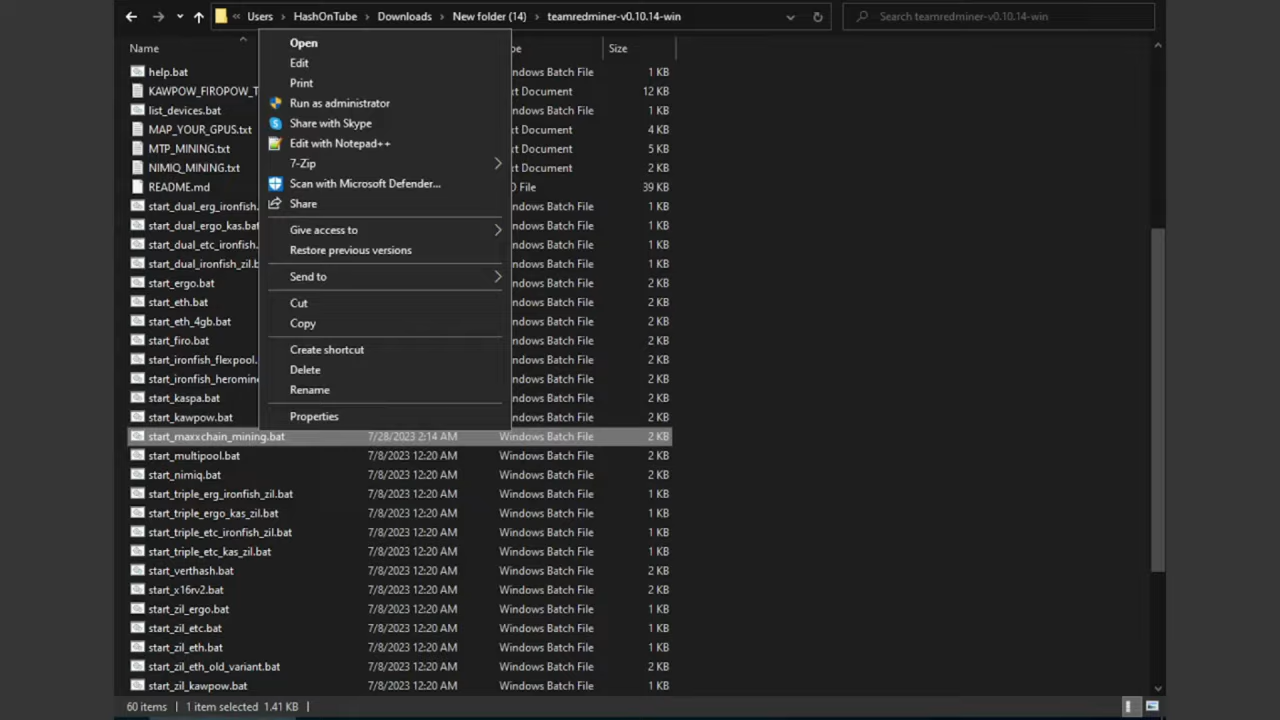 « Users › HashOnTube › Downloads › New folder (14) › teamredminer-v0.10.14-win
Search teamredminer-v0.10.14-win
Name
pe
Size
Open
Edit
Print
Run as administrator
Share with Skype
Edit with Notepad++
7-Zip
Scan with Microsoft Defender...
Share
Give access to
Restore previous versions
Send to
Cut
Copy
Create shortcut
Delete
Rename
Properties
help.bat ndows Batch File 1 KB
KAWPOW_FIROPOW_T xt Document 12 KB
list_devices.bat ndows Batch File 1 KB
MAP_YOUR_GPUS.txt xt Document 4 KB
MTP_MINING.txt xt Document 5 KB
NIMIQ_MINING.txt xt Document 2 KB
README.md D File 39 KB
start_dual_erg_ironfish. ndows Batch File 1 KB
start_dual_ergo_kas.bat ndows Batch File 1 KB
start_dual_etc_ironfish. ndows Batch File 1 KB
start_dual_ironfish_zil.b ndows Batch File 1 KB
start_ergo.bat ndows Batch File 2 KB
start_eth.bat ndows Batch File 2 KB
start_eth_4gb.bat ndows Batch File 2 KB
start_firo.bat ndows Batch File 2 KB
start_ironfish_flexpool. ndows Batch File 2 KB
start_ironfish_heromine ndows Batch File 2 KB
start_kaspa.bat ndows Batch File 2 KB
start_kawpow.bat ndows Batch File 2 KB
start_maxxchain_mining.bat 7/28/2023 2:14 AM Windows Batch File 2 KB
start_multipool.bat 7/8/2023 12:20 AM Windows Batch File 2 KB
start_nimiq.bat 7/8/2023 12:20 AM Windows Batch File 2 KB
start_triple_erg_ironfish_zil.bat 7/8/2023 12:20 AM Windows Batch File 1 KB
start_triple_ergo_kas_zil.bat 7/8/2023 12:20 AM Windows Batch File 1 KB
start_triple_etc_ironfish_zil.bat 7/8/2023 12:20 AM Windows Batch File 1 KB
start_triple_etc_kas_zil.bat 7/8/2023 12:20 AM Windows Batch File 1 KB
start_verthash.bat 7/8/2023 12:20 AM Windows Batch File 2 KB
start_x16rv2.bat 7/8/2023 12:20 AM Windows Batch File 2 KB
start_zil_ergo.bat 7/8/2023 12:20 AM Windows Batch File 1 KB
start_zil_etc.bat 7/8/2023 12:20 AM Windows Batch File 1 KB
start_zil_eth.bat 7/8/2023 12:20 AM Windows Batch File 1 KB
start_zil_eth_old_variant.bat 7/8/2023 12:20 AM Windows Batch File 2 KB
start_zil_kawpow.bat 7/8/2023 12:20 AM Windows Batch File 1 KB
60 items 1 item selected 1.41 KB